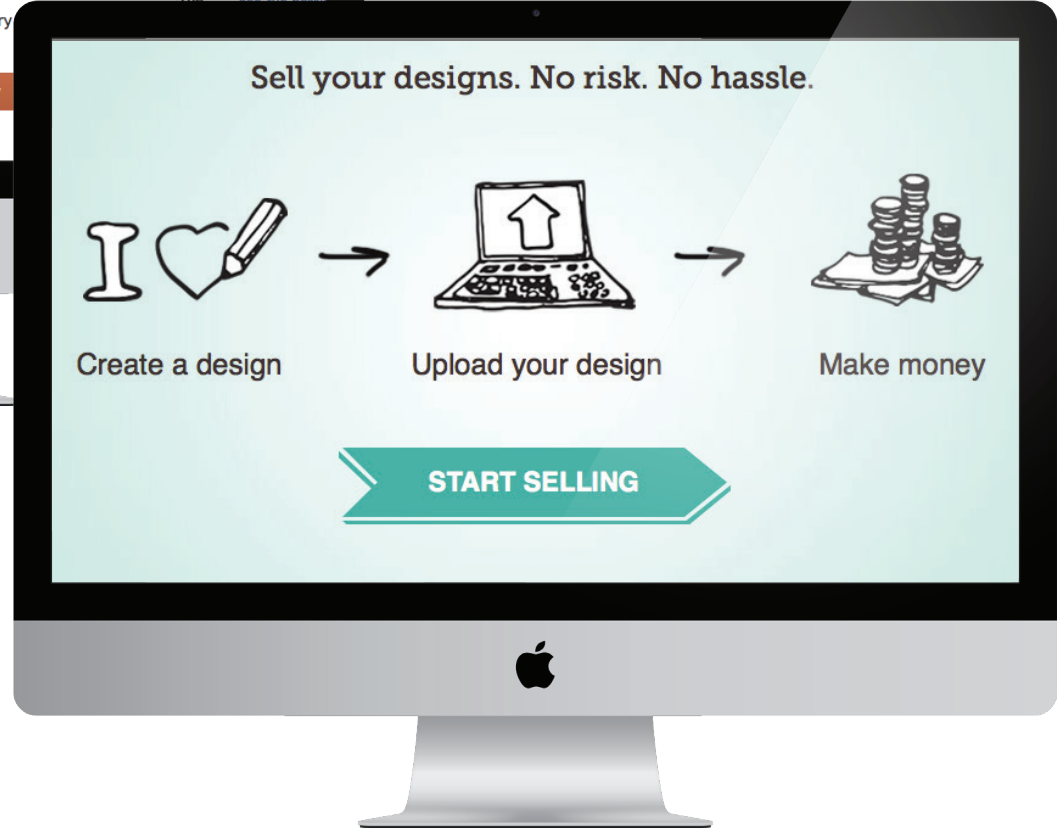 Sell your designs. No risk. No hassle.
I
Create a design
Upload your design
Make money
START SELLING